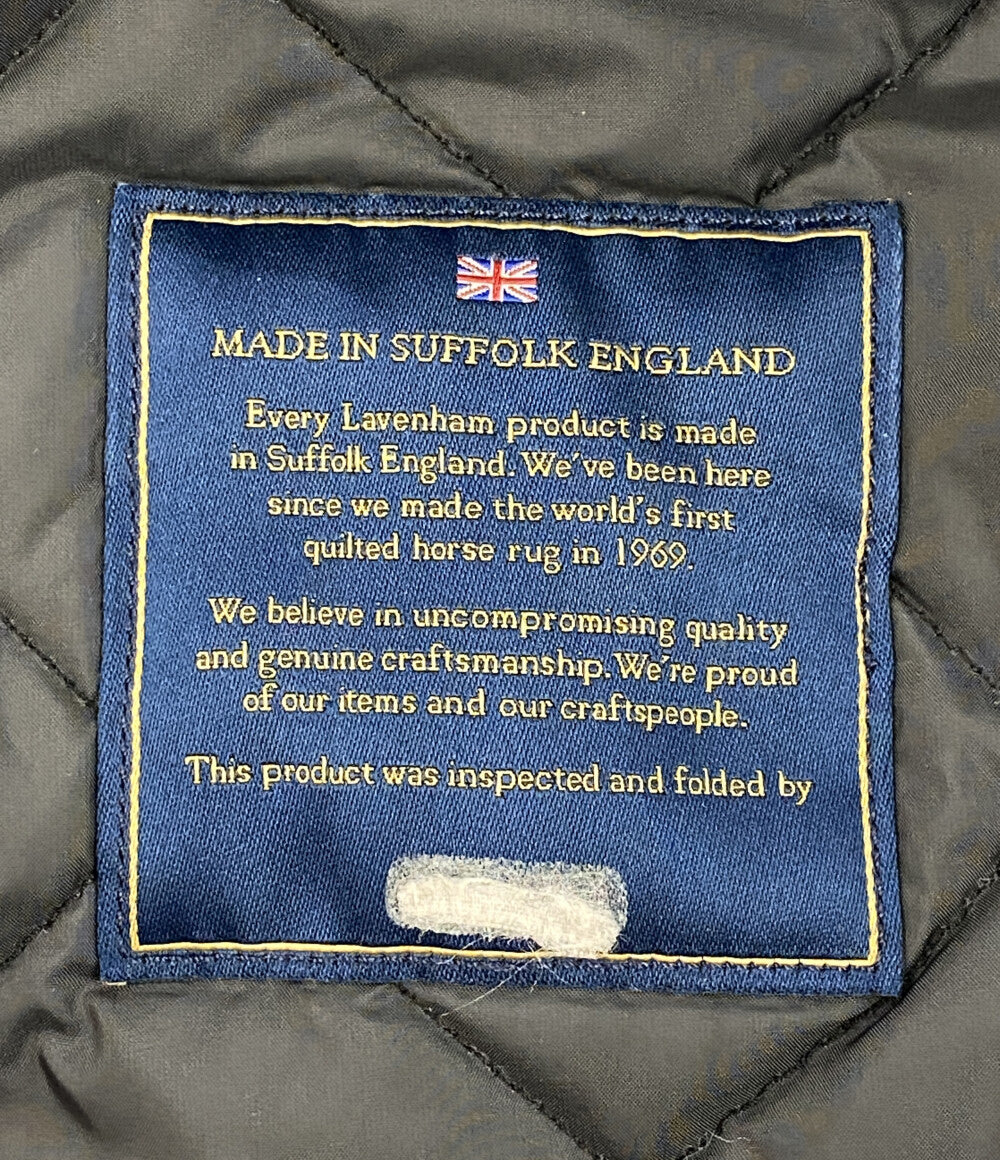 MADE IN SUFFOLK ENGLAND
Every Lavenham product is made
in Suffolk England. We've been here
since we made the world's first
quilted horse rug in 1969.
We believe in uncompromising quality
and genuine craftsmanship. We're proud
of our items and our craftspeople.
This product was inspected and folded by